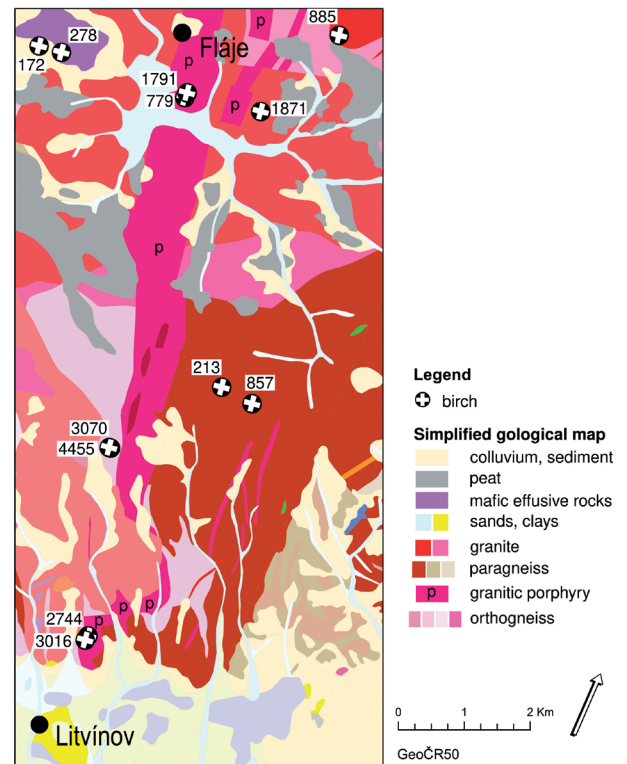 885
p
278
Fláje
172
p
1791
779
p
1871
p
213
857
3070
4455
2744
p
p
p
3016
Litvínov
Legend
birch
Simplified gological map
colluvium, sediment
peat
mafic effusive rocks
sands, clays
granite
paragneiss
p granitic porphyry
orthogneiss
0 1 2 Km
GeoČR50